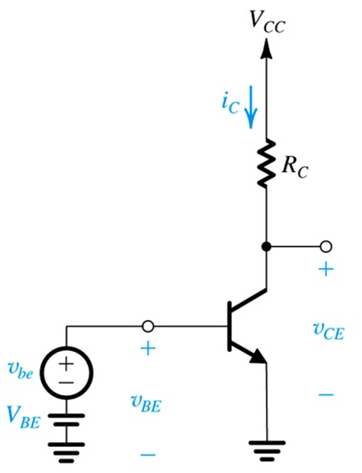 V_CC
i_C
R_C
+
v_be
+
−
+
v_CE
V_BE
v_BE
−
−